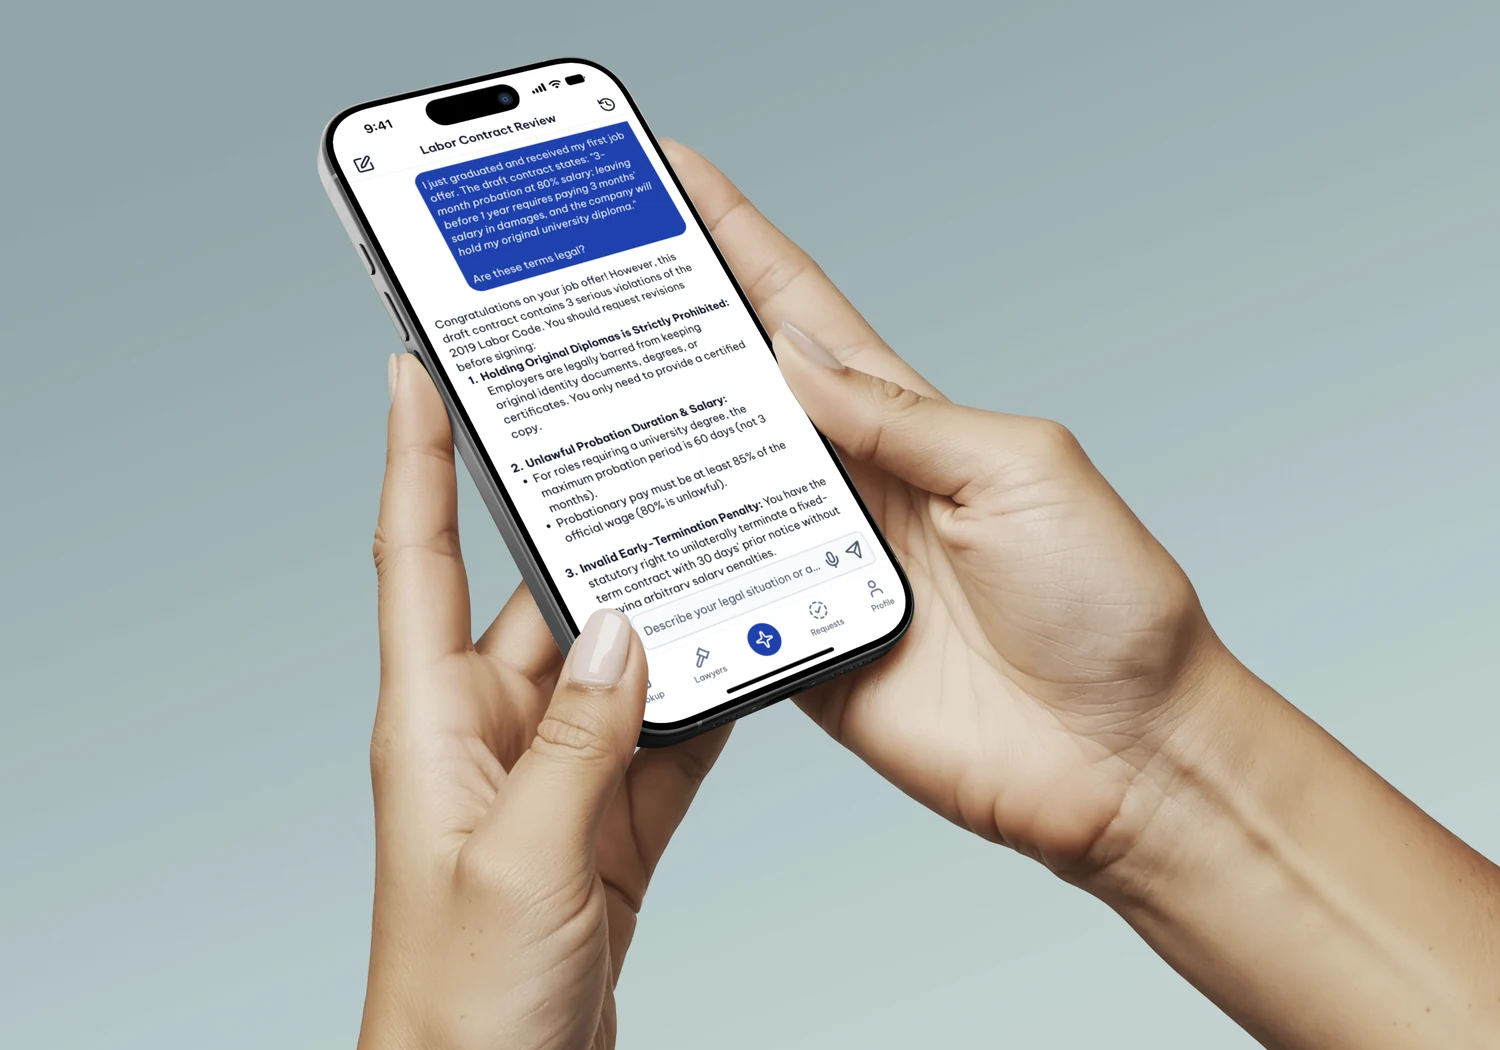 9:41
Labor Contract Review
I just graduated and received my first job
offer. The draft contract states: "3-
month probation at 80% salary; leaving
before 1 year requires paying 3 months'
salary in damages, and the company will
hold my original university diploma."
Are these terms legal?
Congratulations on your job offer! However, this
draft contract contains 3 serious violations of the
2019 Labor Code. You should request revisions
before signing:
1. Holding Original Diplomas is Strictly Prohibited:
Employers are legally barred from keeping
original identity documents, degrees, or
certificates. You only need to provide a certified
copy.
2. Unlawful Probation Duration & Salary:
• For roles requiring a university degree, the
maximum probation period is 60 days (not 3
months).
• Probationary pay must be at least 85% of the
official wage (80% is unlawful).
3. Invalid Early-Termination Penalty: You have the
statutory right to unilaterally terminate a fixed-
term contract with 30 days' prior notice without
arbitrary salary penalties.
Describe your legal situation or a...
Lawyers
Requests
Profile